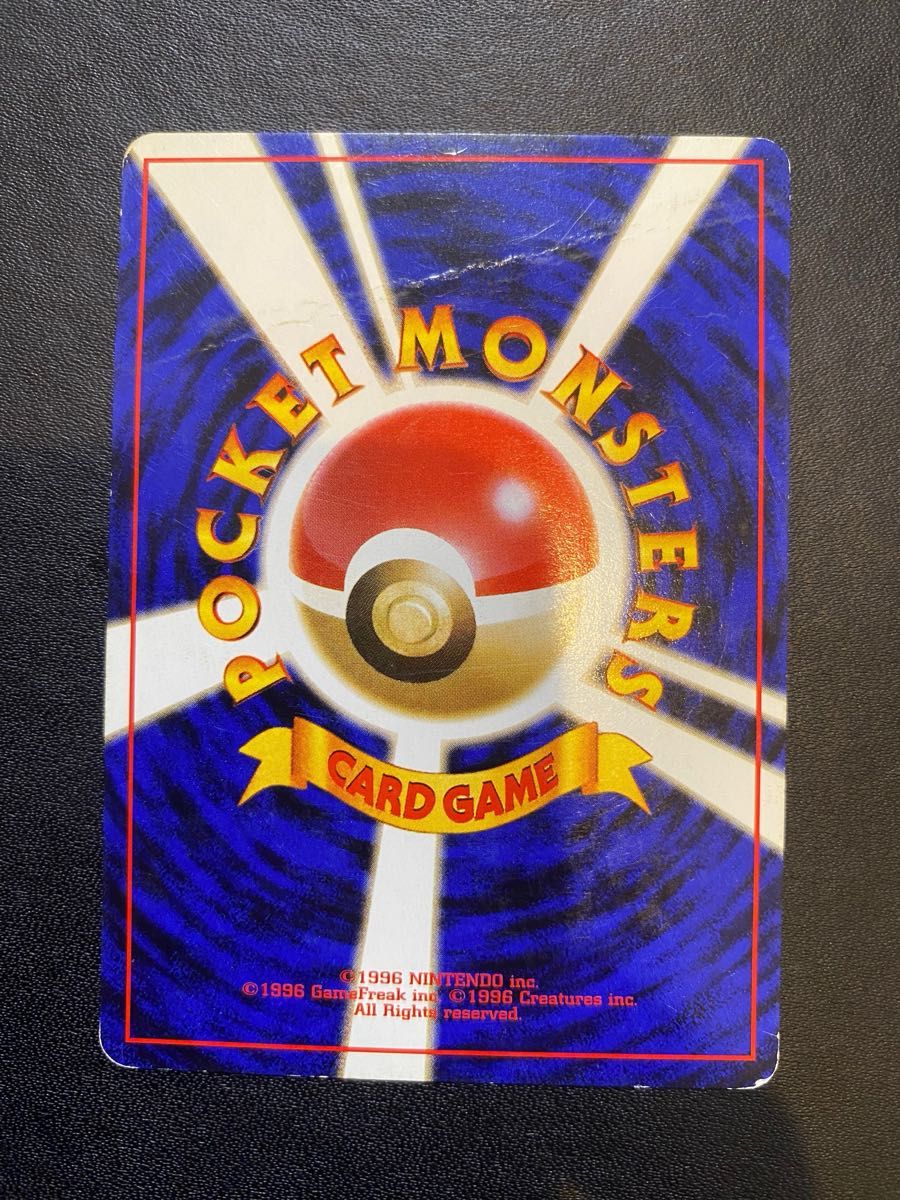 POCKET MONSTERS
CARD GAME
©1996 NINTENDO inc.
©1996 GameFreak inc. ©1996 Creatures inc.
All Rights reserved.